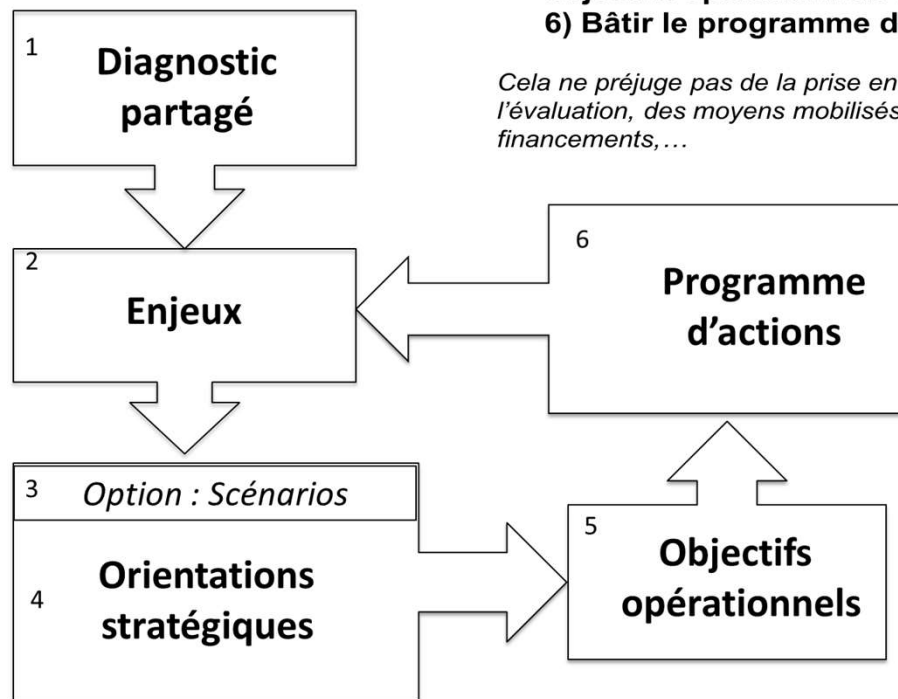 6) Bâtir le programme d
Cela ne préjuge pas de la prise en
l’évaluation, des moyens mobilisés
financements,…
1
Diagnostic
partagé
2
Enjeux
6
Programme
d’actions
3
Option : Scénarios
4
Orientations
stratégiques
5
Objectifs
opérationnels